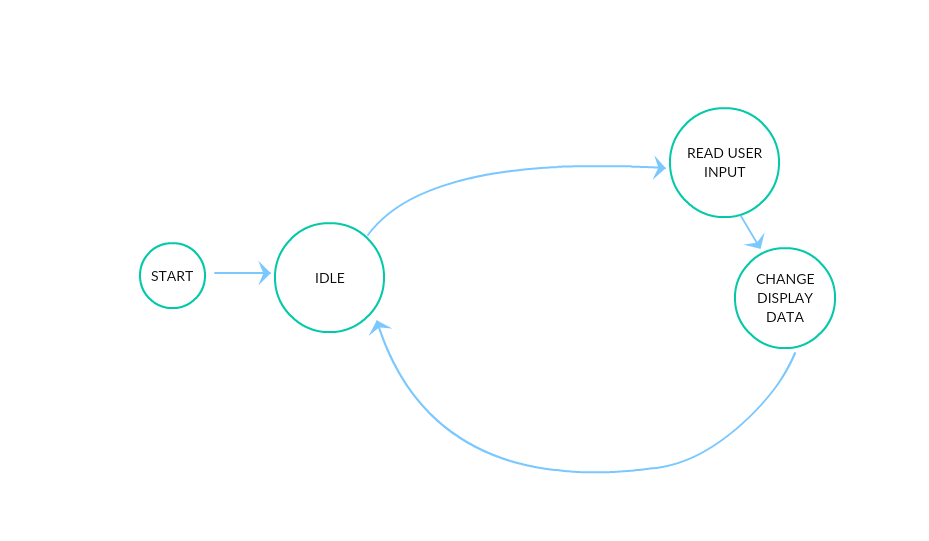 START
IDLE
READ USER
INPUT
CHANGE
DISPLAY
DATA